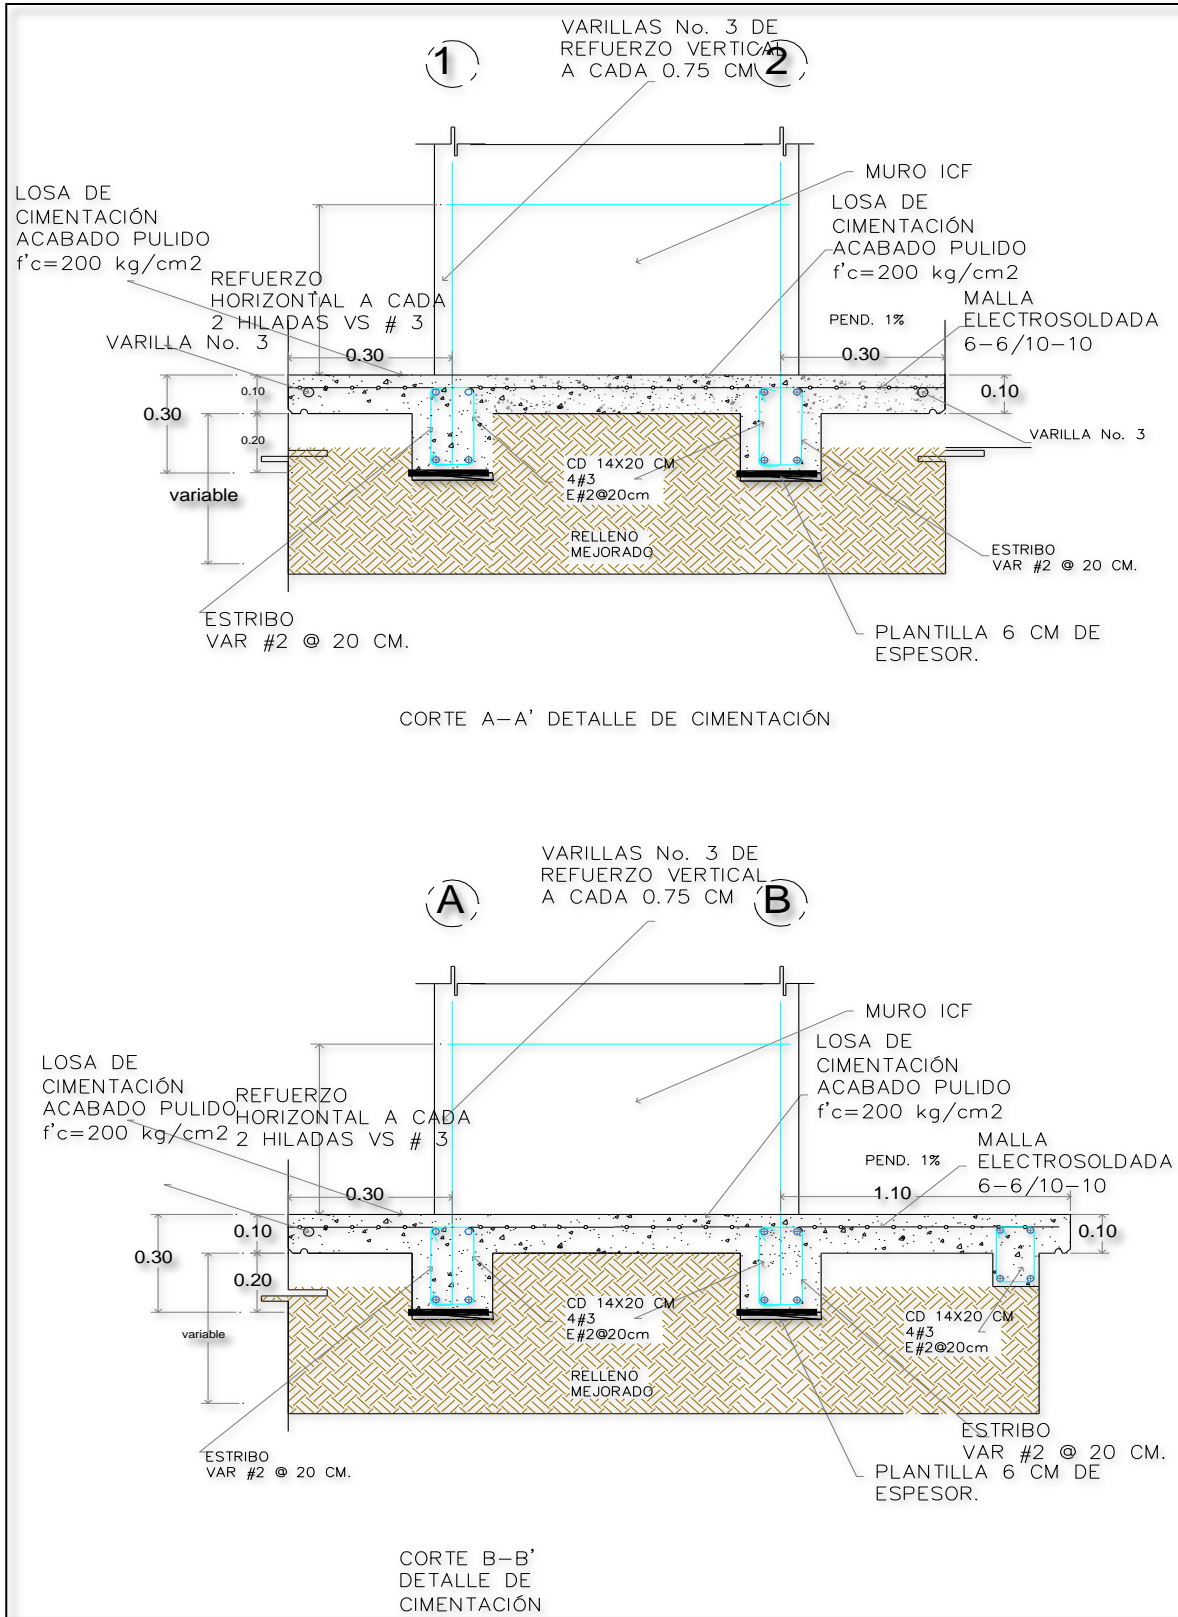 VARILLAS No. 3 DE
REFUERZO VERTICAL
A CADA 0.75 CM
1
2
MURO ICF
LOSA DE
CIMENTACIÓN
ACABADO PULIDO
f'c=200 kg/cm2
LOSA DE
CIMENTACIÓN
ACABADO PULIDO
f'c=200 kg/cm2
REFUERZO
HORIZONTAL A CADA
2 HILADAS VS # 3
MALLA
ELECTROSOLDADA
6-6/10-10
PEND. 1%
VARILLA No. 3
0.30
0.30
0.10
0.30
0.10
0.20
variable
VARILLA No. 3
CD 14X20 CM
4#3
E#2@20cm
RELLENO
MEJORADO
ESTRIBO
VAR #2 @ 20 CM.
ESTRIBO
VAR #2 @ 20 CM.
PLANTILLA 6 CM DE
ESPESOR.
CORTE A-A' DETALLE DE CIMENTACIÓN
VARILLAS No. 3 DE
REFUERZO VERTICAL
A CADA 0.75 CM
A
B
MURO ICF
LOSA DE
CIMENTACIÓN
ACABADO PULIDO
f'c=200 kg/cm2
LOSA DE
CIMENTACIÓN
ACABADO PULIDO
f'c=200 kg/cm2
REFUERZO
HORIZONTAL A CADA
2 HILADAS VS # 3
MALLA
ELECTROSOLDADA
6-6/10-10
PEND. 1%
0.30
1.10
0.10
0.10
0.30
0.20
variable
CD 14X20 CM
4#3
E#2@20cm
CD 14X20 CM
4#3
E#2@20cm
RELLENO
MEJORADO
ESTRIBO
VAR #2 @ 20 CM.
ESTRIBO
VAR #2 @ 20 CM.
PLANTILLA 6 CM DE
ESPESOR.
CORTE B-B'
DETALLE DE
CIMENTACIÓN